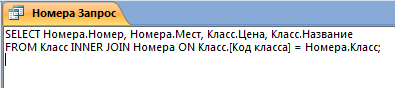 Номера Запрос
SELECT Номера.Номер, Номера.Мест, Класс.Цена, Класс.Название
FROM Класс INNER JOIN Номера ON Класс.[Код класса] = Номера.Класс;